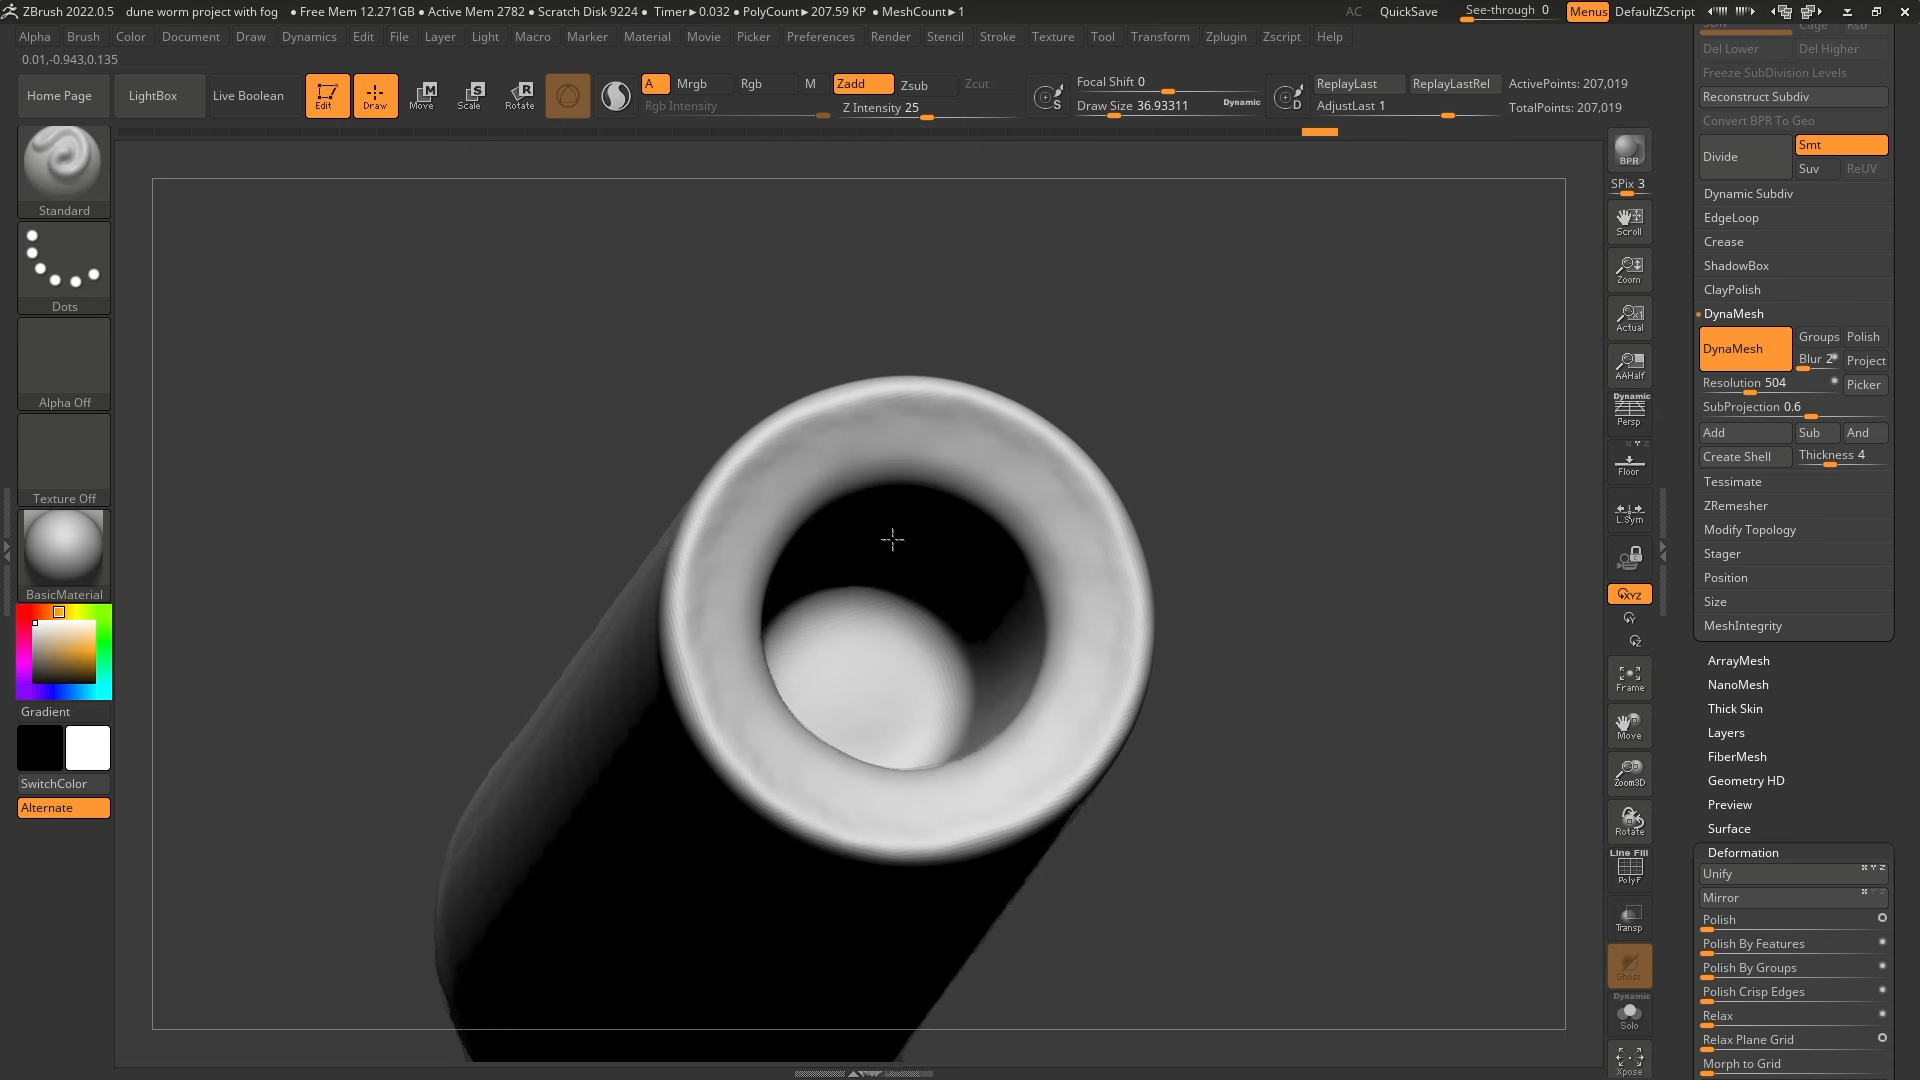 ZBrush 2022.0.5 dune worm project with fog • Free Mem 12.271GB • Active Mem 2782 • Scratch Disk 9224 • Timer►0.032 • PolyCount►207.59 KP • MeshCount►1 AC QuickSave See-through 0 Menus DefaultZScript
Alpha Brush Color Document Draw Dynamics Edit File Layer Light Macro Marker Material Movie Picker Preferences Render Stencil Stroke Texture Tool Transform Zplugin Zscript Help
0.01,-0.943,0.135
Home Page LightBox Live Boolean Edit Draw Move Scale Rotate
A Mrgb Rgb M Zadd Zsub Zcut
Rgb Intensity Z Intensity 25
Focal Shift 0
Draw Size 36.93311 Dynamic
ReplayLast ReplayLastRel ActivePoints: 207,019
AdjustLast 1 TotalPoints: 207,019
Standard
Dots
Alpha Off
Texture Off
BasicMaterial
Gradient
SwitchColor
Alternate
BPR
SPix 3
Scroll
Zoom
Actual
AAHalf
Dynamic
Persp
Floor
L.Sym
XYZ
Frame
Move
Zoom3D
Rotate
Line Fill
PolyF
Transp
Ghost
Dynamic
Solo
Xpose
SDiv Cage Rstr
Del Lower Del Higher
Freeze SubDivision Levels
Reconstruct Subdiv
Convert BPR To Geo
Divide Smt
Suv ReUV
Dynamic Subdiv
EdgeLoop
Crease
ShadowBox
ClayPolish
DynaMesh
DynaMesh Groups Polish
Blur 2 Project
Resolution 504 Picker
SubProjection 0.6
Add Sub And
Create Shell Thickness 4
Tessimate
ZRemesher
Modify Topology
Stager
Position
Size
MeshIntegrity
ArrayMesh
NanoMesh
Thick Skin
Layers
FiberMesh
Geometry HD
Preview
Surface
Deformation
Unify
Mirror
Polish
Polish By Features
Polish By Groups
Polish Crisp Edges
Relax
Relax Plane Grid
Morph to Grid